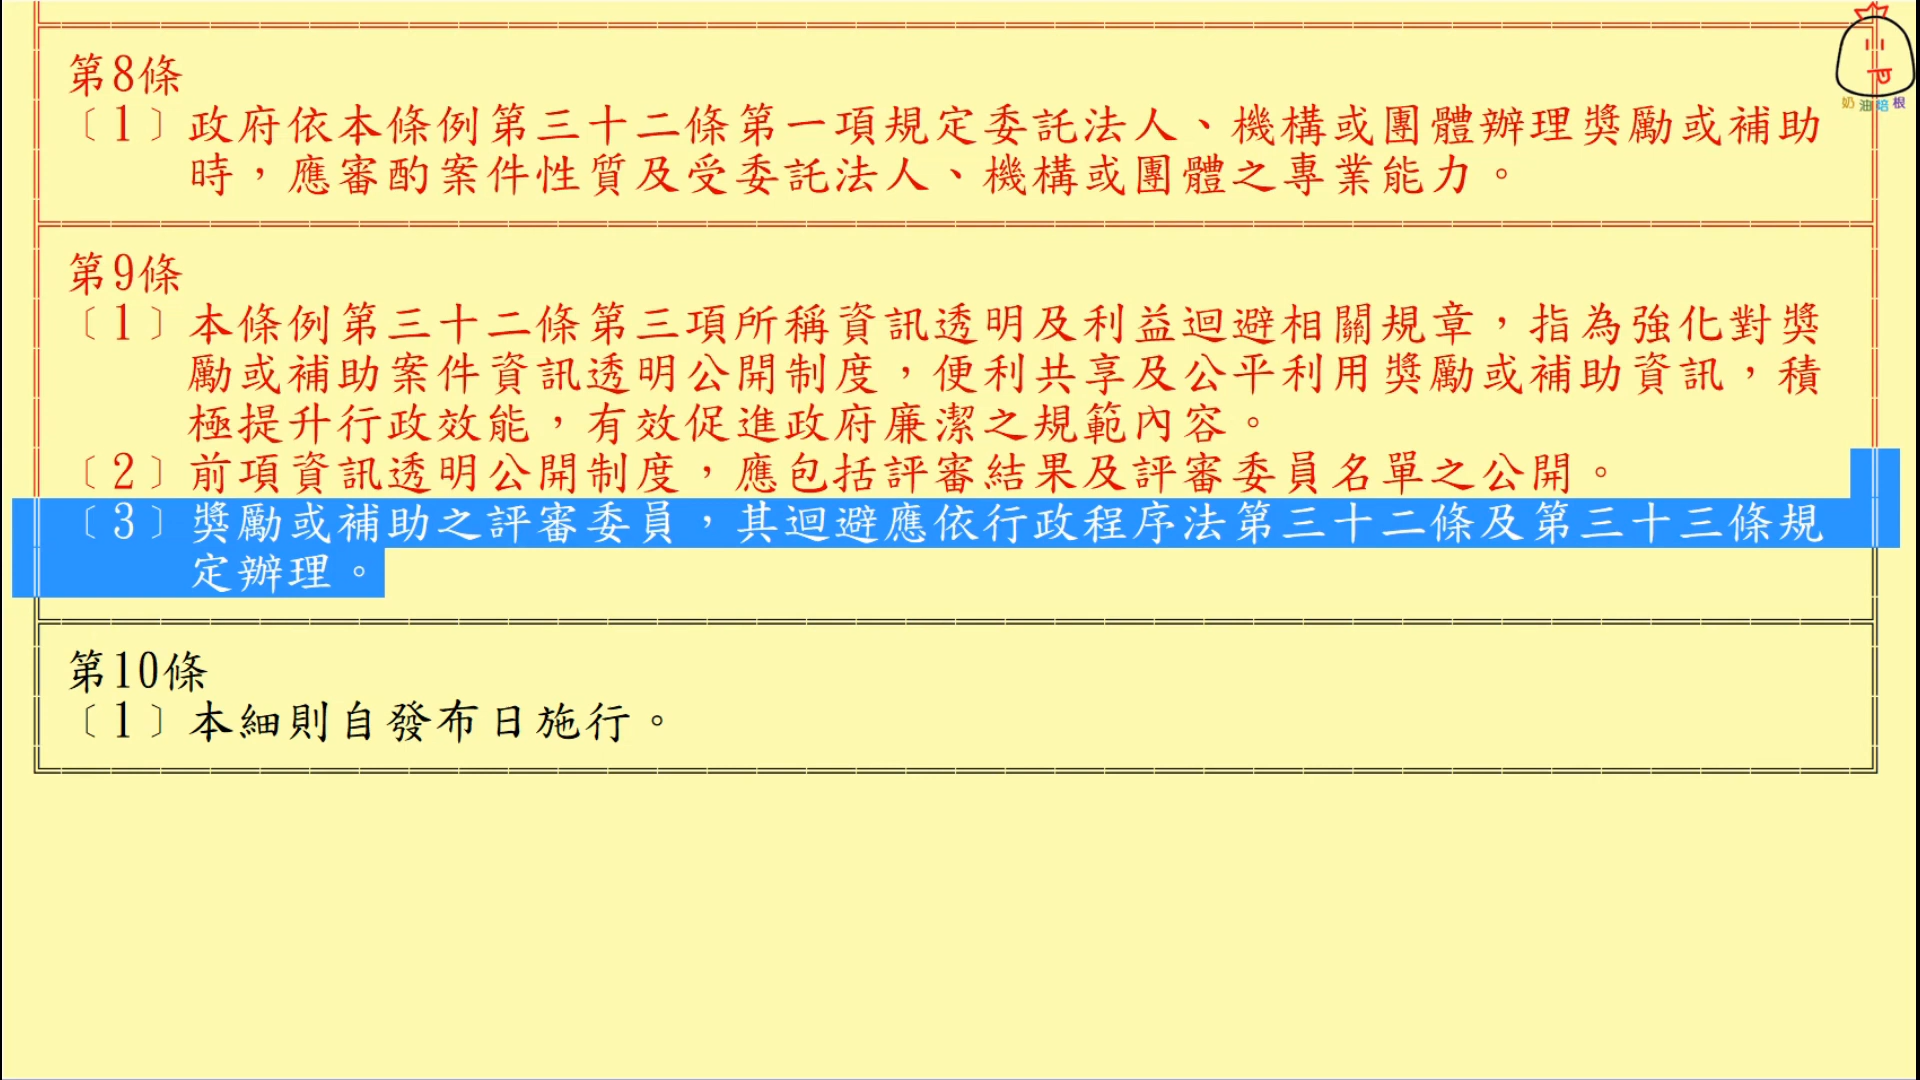 第8條
〔1〕政府依本條例第三十二條第一項規定委託法人、機構或團體辦理獎勵或補助
時，應審酌案件性質及受委託法人、機構或團體之專業能力。
第9條
〔1〕本條例第三十二條第三項所稱資訊透明及利益迴避相關規章，指為強化對獎
勵或補助案件資訊透明公開制度，便利共享及公平利用獎勵或補助資訊，積
極提升行政效能，有效促進政府廉潔之規範內容。
〔2〕前項資訊透明公開制度，應包括評審結果及評審委員名單之公開。
〔3〕獎勵或補助之評審委員，其迴避應依行政程序法第三十二條及第三十三條規
定辦理。
第10條
〔1〕本細則自發布日施行。
奶油焙根